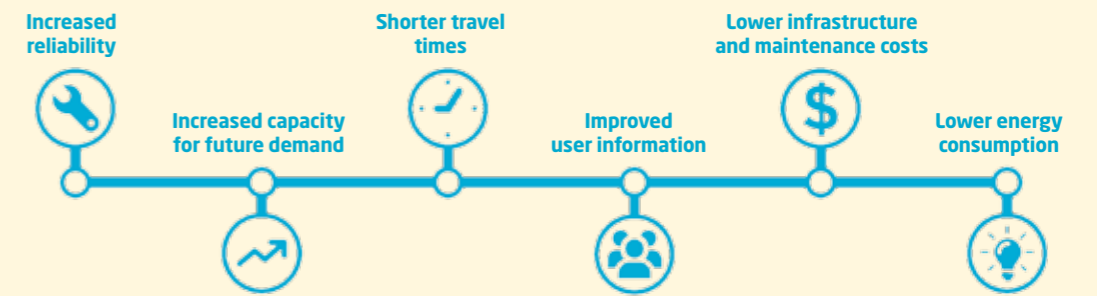 Increased
reliability
Increased capacity
for future demand
Shorter travel
times
Improved
user information
Lower infrastructure
and maintenance costs
$
Lower energy
consumption